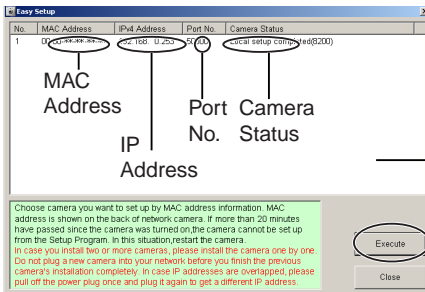 Easy Setup
No. MAC Address IPv4 Address Port No. Camera Status
1 192.168. 0.253 Local setup completed(8200)
MAC
Address
IP
Address
Port
No.
Camera
Status
Choose camera you want to set up by MAC address information. MAC
address is shown on the back of network camera. If more than 20 minutes
have passed since the camera was turned on,the camera cannot be set up
from the Setup Program. In this situation,restart the camera.
In case you install two or more cameras, please install the camera one by one.
Do not plug a new camera into your network before you finish the previous
camera's installation completely. In case IP addresses are overlapped, please
pull off the power plug once and plug it again to get a different IP address.
Execute
Close